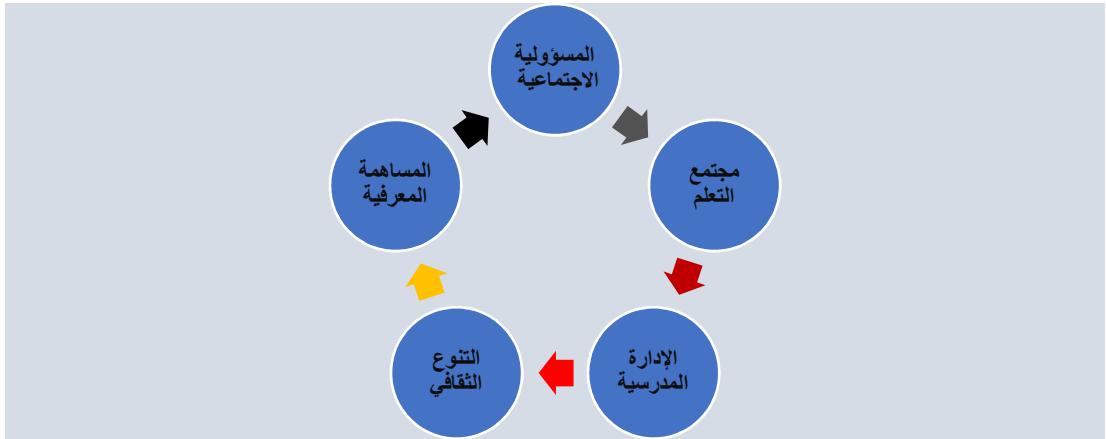 المسؤولية
الاجتماعية
مجتمع
التعلم
الإدارة
المدرسية
التنوع
الثقافي
المساهمة
المعرفية